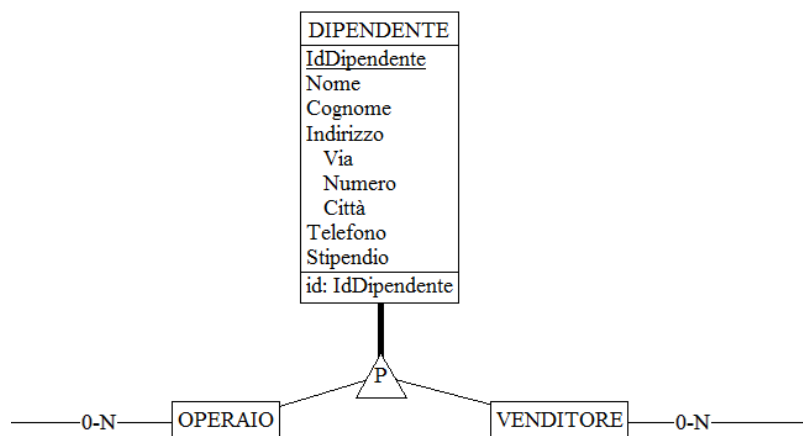 DIPENDENTE
IdDipendente
Nome
Cognome
Indirizzo
Via
Numero
Città
Telefono
Stipendio
id: IdDipendente
P
0-N OPERAIO VENDITORE 0-N